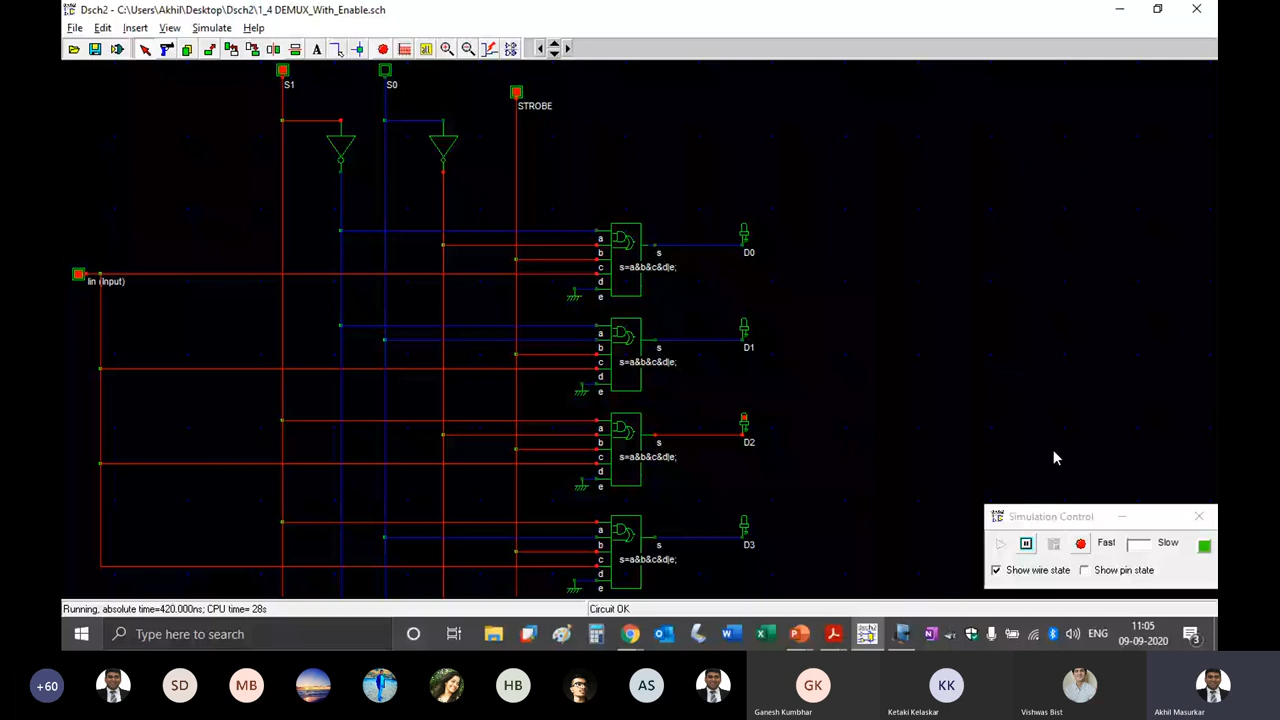 Dsch2 - C:\Users\Akhil\Desktop\Dsch2\1_4 DEMUX_With_Enable.sch
File Edit Insert View Simulate Help
A
S1
S0
STROBE
Iin (Input)
a
b
c
d
e
s
s=a&b&c&d|e;
D0
a
b
c
d
e
s
s=a&b&c&d|e;
D1
a
b
c
d
e
s
s=a&b&c&d|e;
D2
a
b
c
d
e
s
s=a&b&c&d|e;
D3
Simulation Control
Fast
Slow
Show wire state
Show pin state
Running, absolute time=420.000ns; CPU time= 28s
Circuit OK
Type here to search
ENG
11:05
09-09-2020
3
+60
SD
MB
HB
AS
GK
KK
Ganesh Kumbhar
Ketaki Kelaskar
Vishwas Bist
Akhil Masurkar